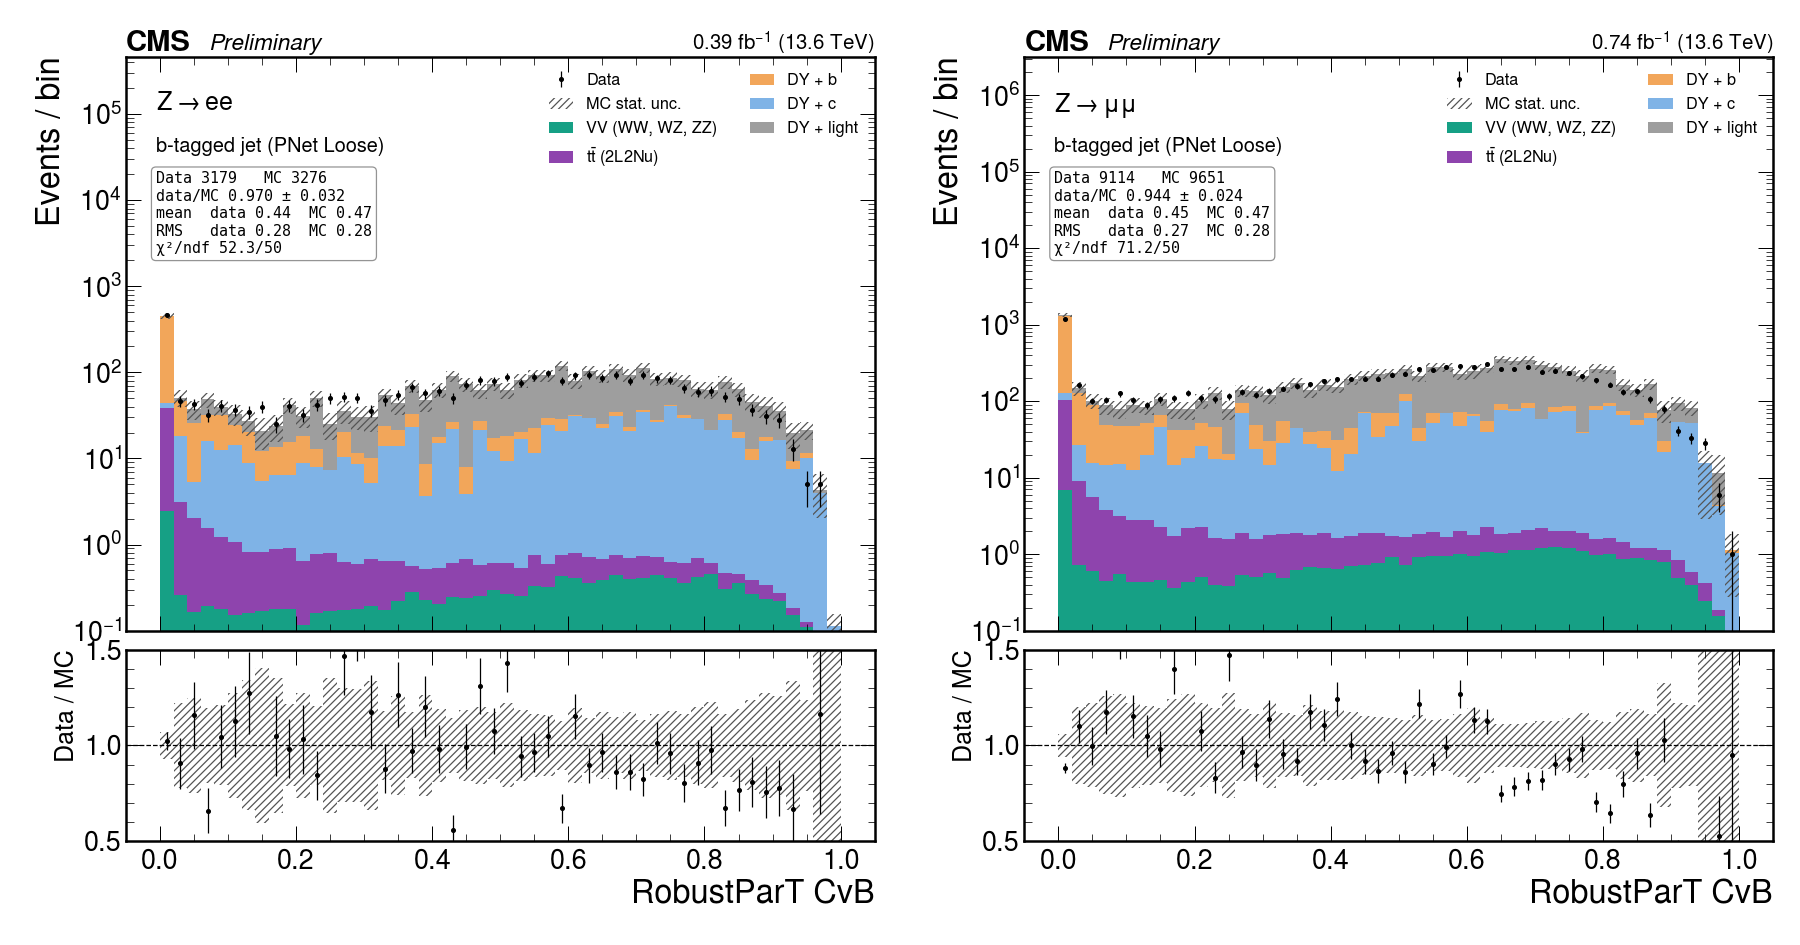 CMS Preliminary 0.39 fb⁻¹ (13.6 TeV)
Events / bin
Z → ee
b-tagged jet (PNet Loose)
Data 3179 MC 3276
data/MC 0.970 ± 0.032
mean data 0.44 MC 0.47
RMS data 0.28 MC 0.28
χ²/ndf 52.3/50
Data
MC stat. unc.
VV (WW, WZ, ZZ)
tt̄ (2L2Nu)
DY + b
DY + c
DY + light
10⁵
10⁴
10³
10²
10¹
10⁰
10⁻¹
Data / MC
1.5
1.0
0.5
0.0 0.2 0.4 0.6 0.8 1.0
RobustParT CvB
CMS Preliminary 0.74 fb⁻¹ (13.6 TeV)
Events / bin
Z → μμ
b-tagged jet (PNet Loose)
Data 9114 MC 9651
data/MC 0.944 ± 0.024
mean data 0.45 MC 0.47
RMS data 0.27 MC 0.28
χ²/ndf 71.2/50
Data
MC stat. unc.
VV (WW, WZ, ZZ)
tt̄ (2L2Nu)
DY + b
DY + c
DY + light
10⁶
10⁵
10⁴
10³
10²
10¹
10⁰
10⁻¹
Data / MC
1.5
1.0
0.5
0.0 0.2 0.4 0.6 0.8 1.0
RobustParT CvB